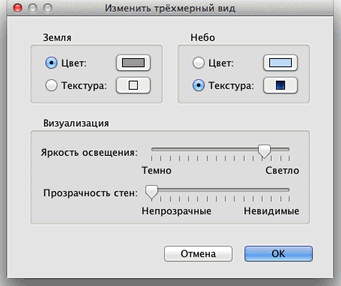 Изменить трёхмерный вид
Земля
Небо
Цвет:
Цвет:
Текстура:
Текстура:
Визуализация
Яркость освещения:
Темно Светло
Прозрачность стен:
Непрозрачные Невидимые
Отмена OK